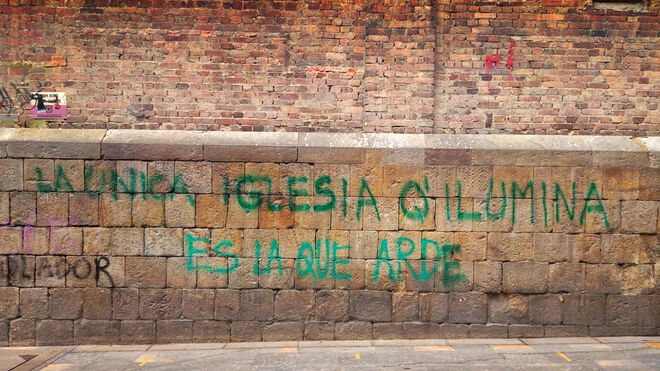 LA UNICA IGLESIA Q' ILUMINA
ES LA QUE ARDE